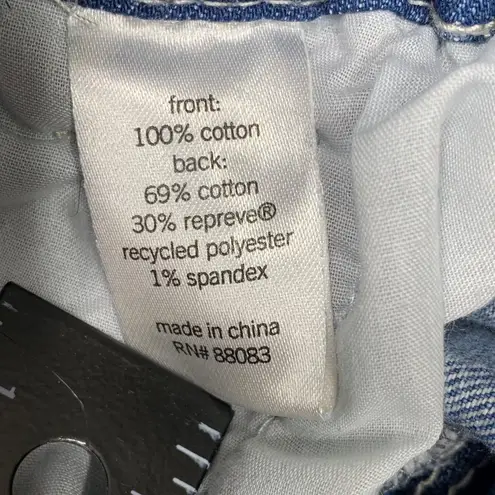 front:
100% cotton
back:
69% cotton
30% repreve®
recycled polyester
1% spandex
made in china
RN# 88083